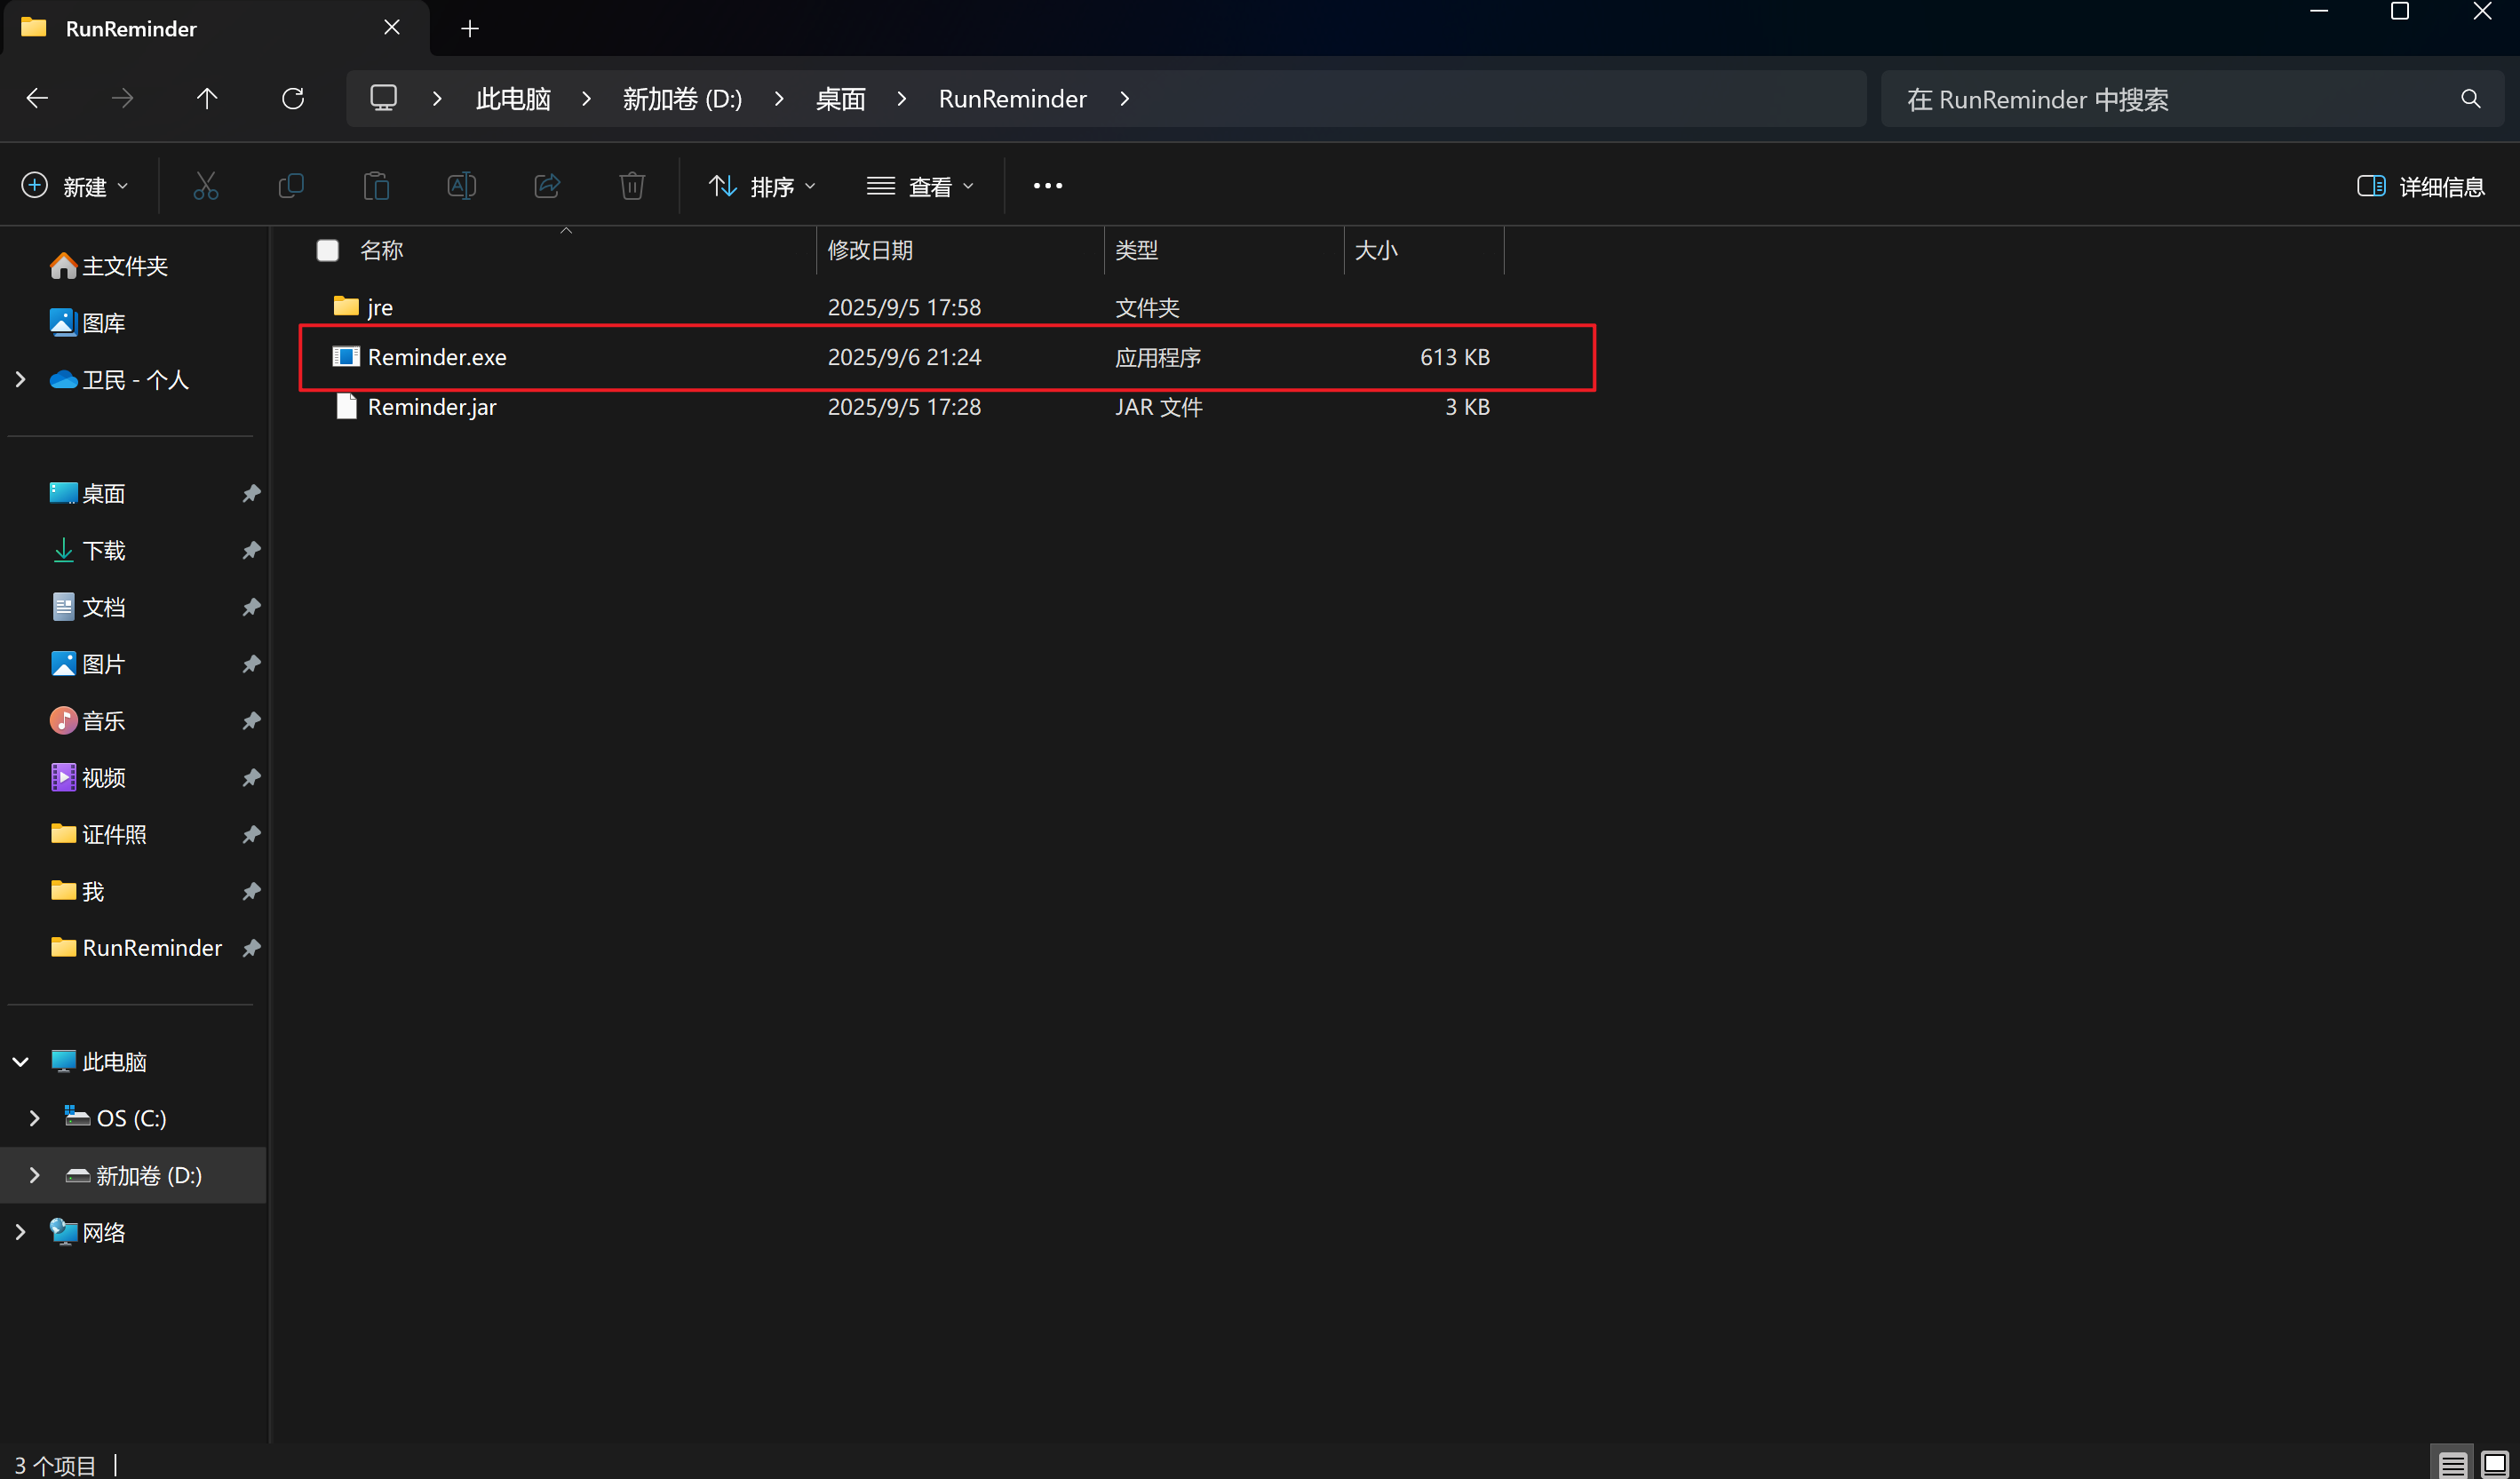 RunReminder
此电脑 新加卷 (D:) 桌面 RunReminder
在 RunReminder 中搜索
新建 排序 查看 详细信息
名称 修改日期 类型 大小
jre 2025/9/5 17:58 文件夹
Reminder.exe 2025/9/6 21:24 应用程序 613 KB
Reminder.jar 2025/9/5 17:28 JAR 文件 3 KB
主文件夹
图库
卫民 - 个人
桌面
下载
文档
图片
音乐
视频
证件照
我
RunReminder
此电脑
OS (C:)
新加卷 (D:)
网络
3 个项目